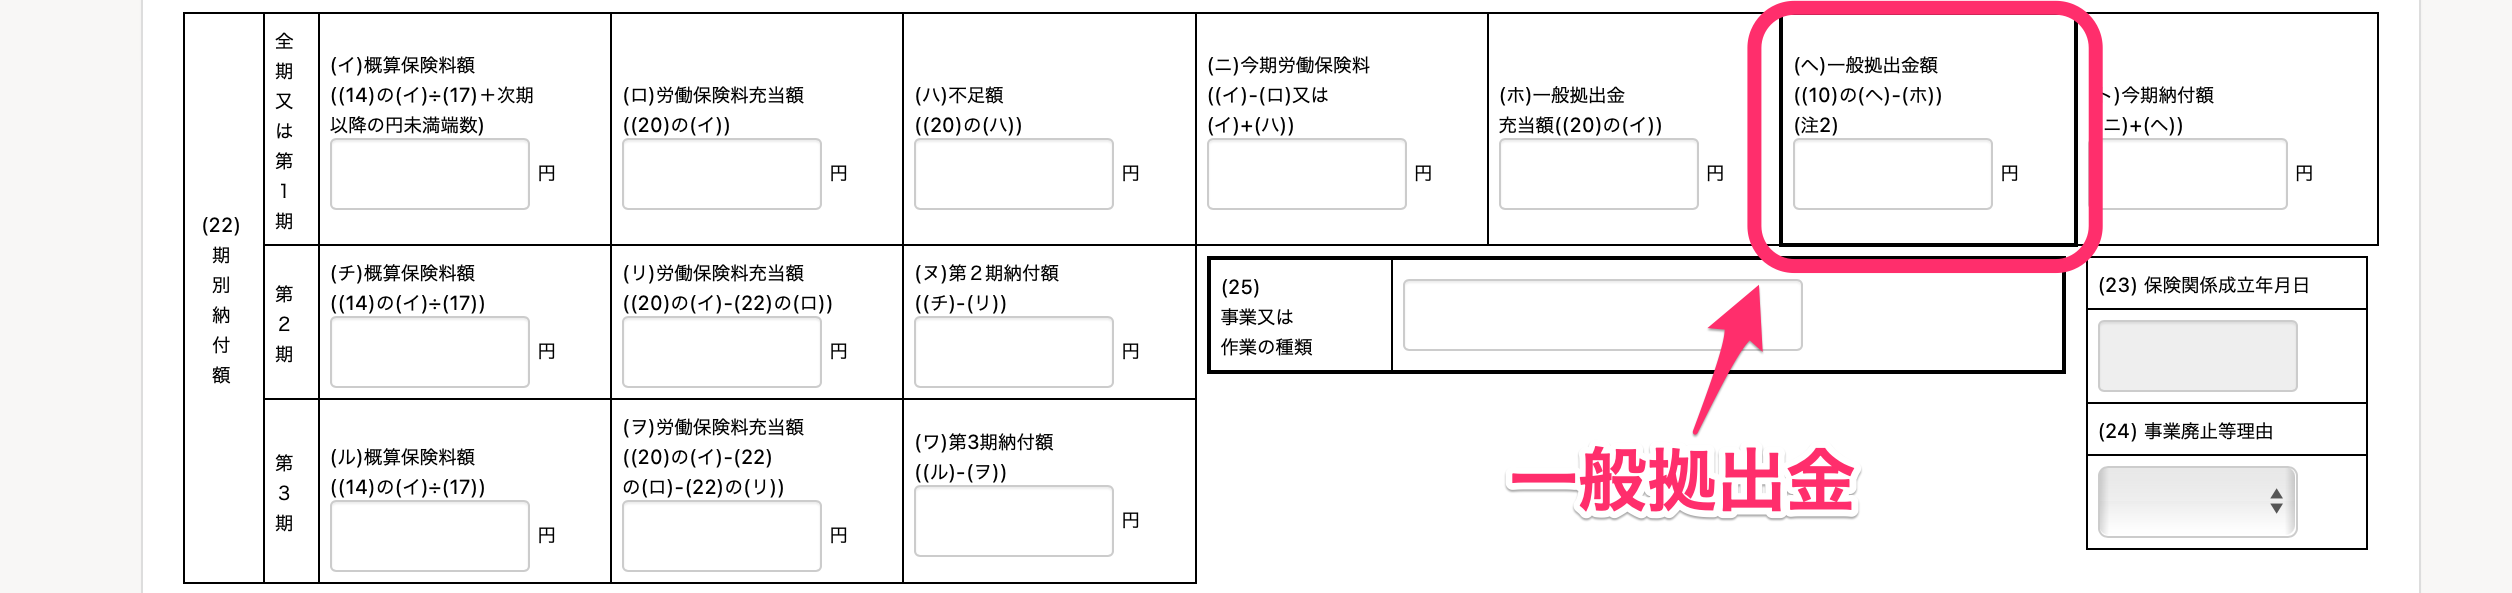 (22)
期
別
納
付
額
全
期
又
は
第
1
期
(イ)概算保険料額
((14)の(イ)÷(17)＋次期
以降の円未満端数)
円
(ロ)労働保険料充当額
((20)の(イ))
円
(ハ)不足額
((20)の(ハ))
円
(ニ)今期労働保険料
((イ)-(ロ)又は
(イ)+(ハ))
円
(ホ)一般拠出金
充当額((20)の(イ))
円
(ヘ)一般拠出金額
((10)の(ヘ)-(ホ))
(注2)
円
ト)今期納付額
ニ)+(ヘ))
円
第
2
期
(チ)概算保険料額
((14)の(イ)÷(17))
円
(リ)労働保険料充当額
((20)の(イ)-(22)の(ロ))
円
(ヌ)第２期納付額
((チ)-(リ))
円
(25)
事業又は
作業の種類
(23) 保険関係成立年月日
(24) 事業廃止等理由
第
3
期
(ル)概算保険料額
((14)の(イ)÷(17))
円
(ヲ)労働保険料充当額
((20)の(イ)-(22)
の(ロ)-(22)の(リ))
円
(ワ)第3期納付額
((ル)-(ヲ))
円
一般拠出金